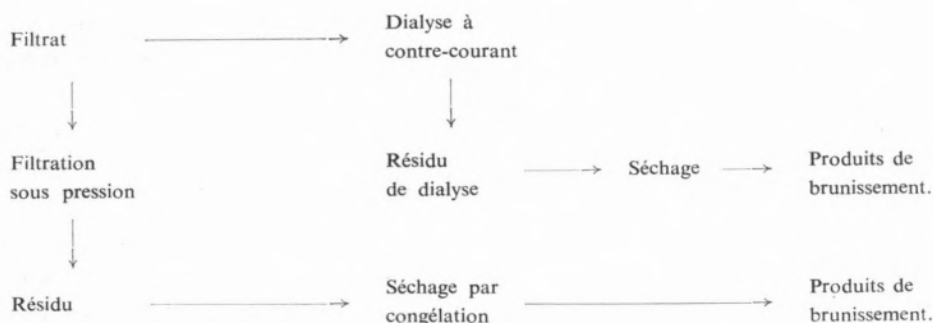 Filtrat
Dialyse à
contre-courant
Filtration
sous pression
Résidu
de dialyse
Séchage
Produits de
brunissement.
Résidu
Séchage par
congélation
Produits de
brunissement.